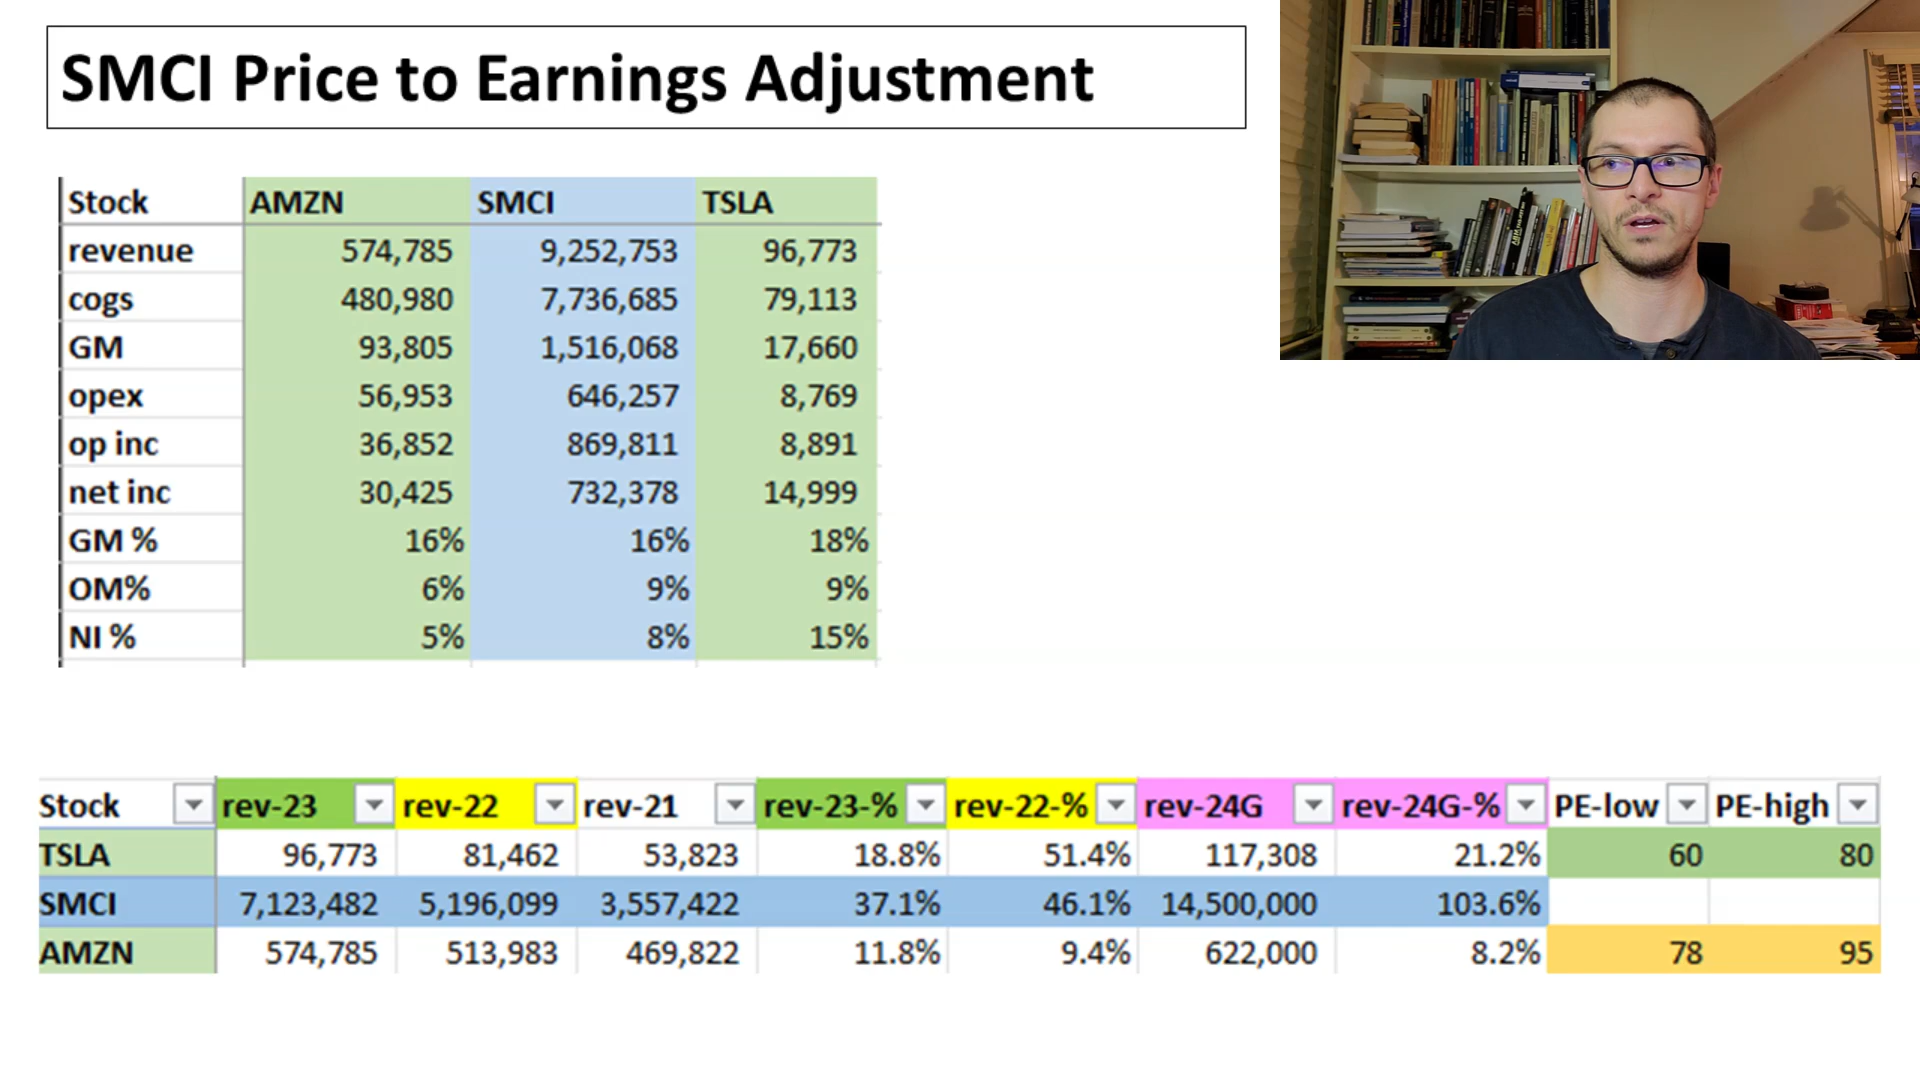 SMCI Price to Earnings Adjustment
Stock AMZN SMCI TSLA
revenue 574,785 9,252,753 96,773
cogs 480,980 7,736,685 79,113
GM 93,805 1,516,068 17,660
opex 56,953 646,257 8,769
op inc 36,852 869,811 8,891
net inc 30,425 732,378 14,999
GM % 16% 16% 18%
OM% 6% 9% 9%
NI % 5% 8% 15%
Stock rev-23 rev-22 rev-21 rev-23-% rev-22-% rev-24G rev-24G-% PE-low PE-high
TSLA 96,773 81,462 53,823 18.8% 51.4% 117,308 21.2% 60 80
SMCI 7,123,482 5,196,099 3,557,422 37.1% 46.1% 14,500,000 103.6%
AMZN 574,785 513,983 469,822 11.8% 9.4% 622,000 8.2% 78 95